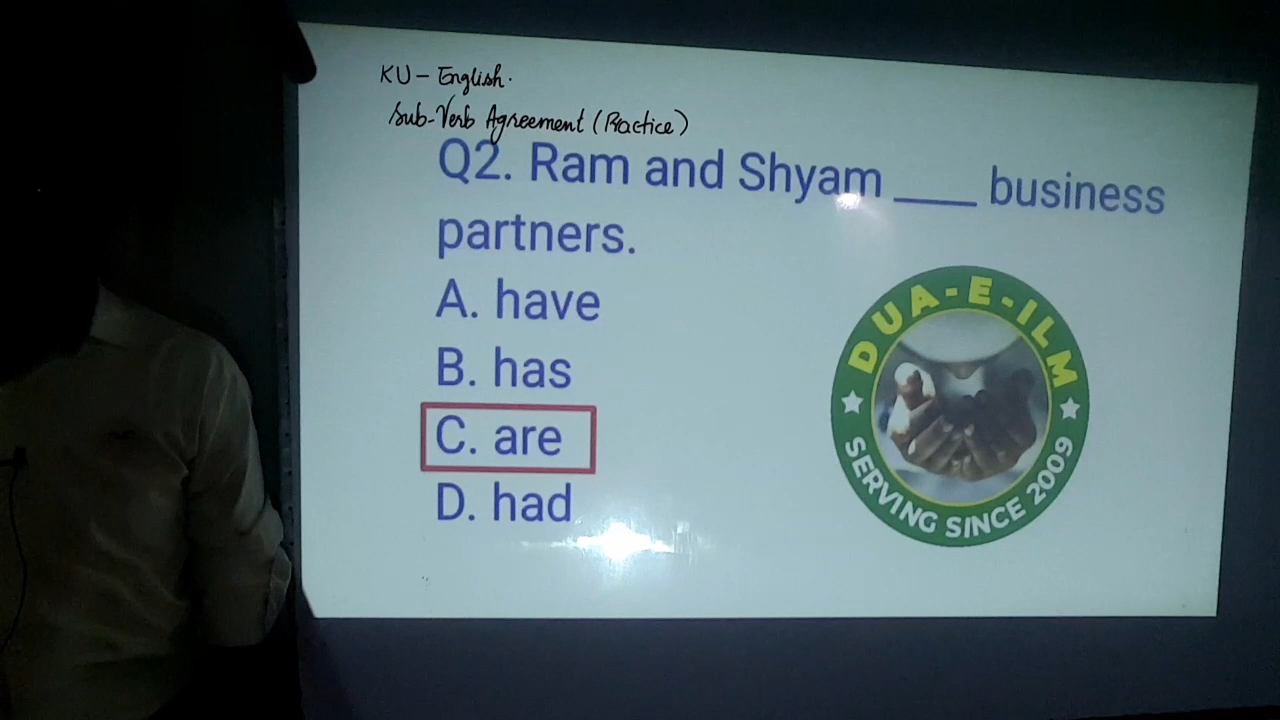 KU - English.
Sub-Verb Agreement (Practice)
Q2. Ram and Shyam ____ business
partners.
A. have
B. has
C. are
D. had
DUA-E-ILM
SERVING SINCE 2009